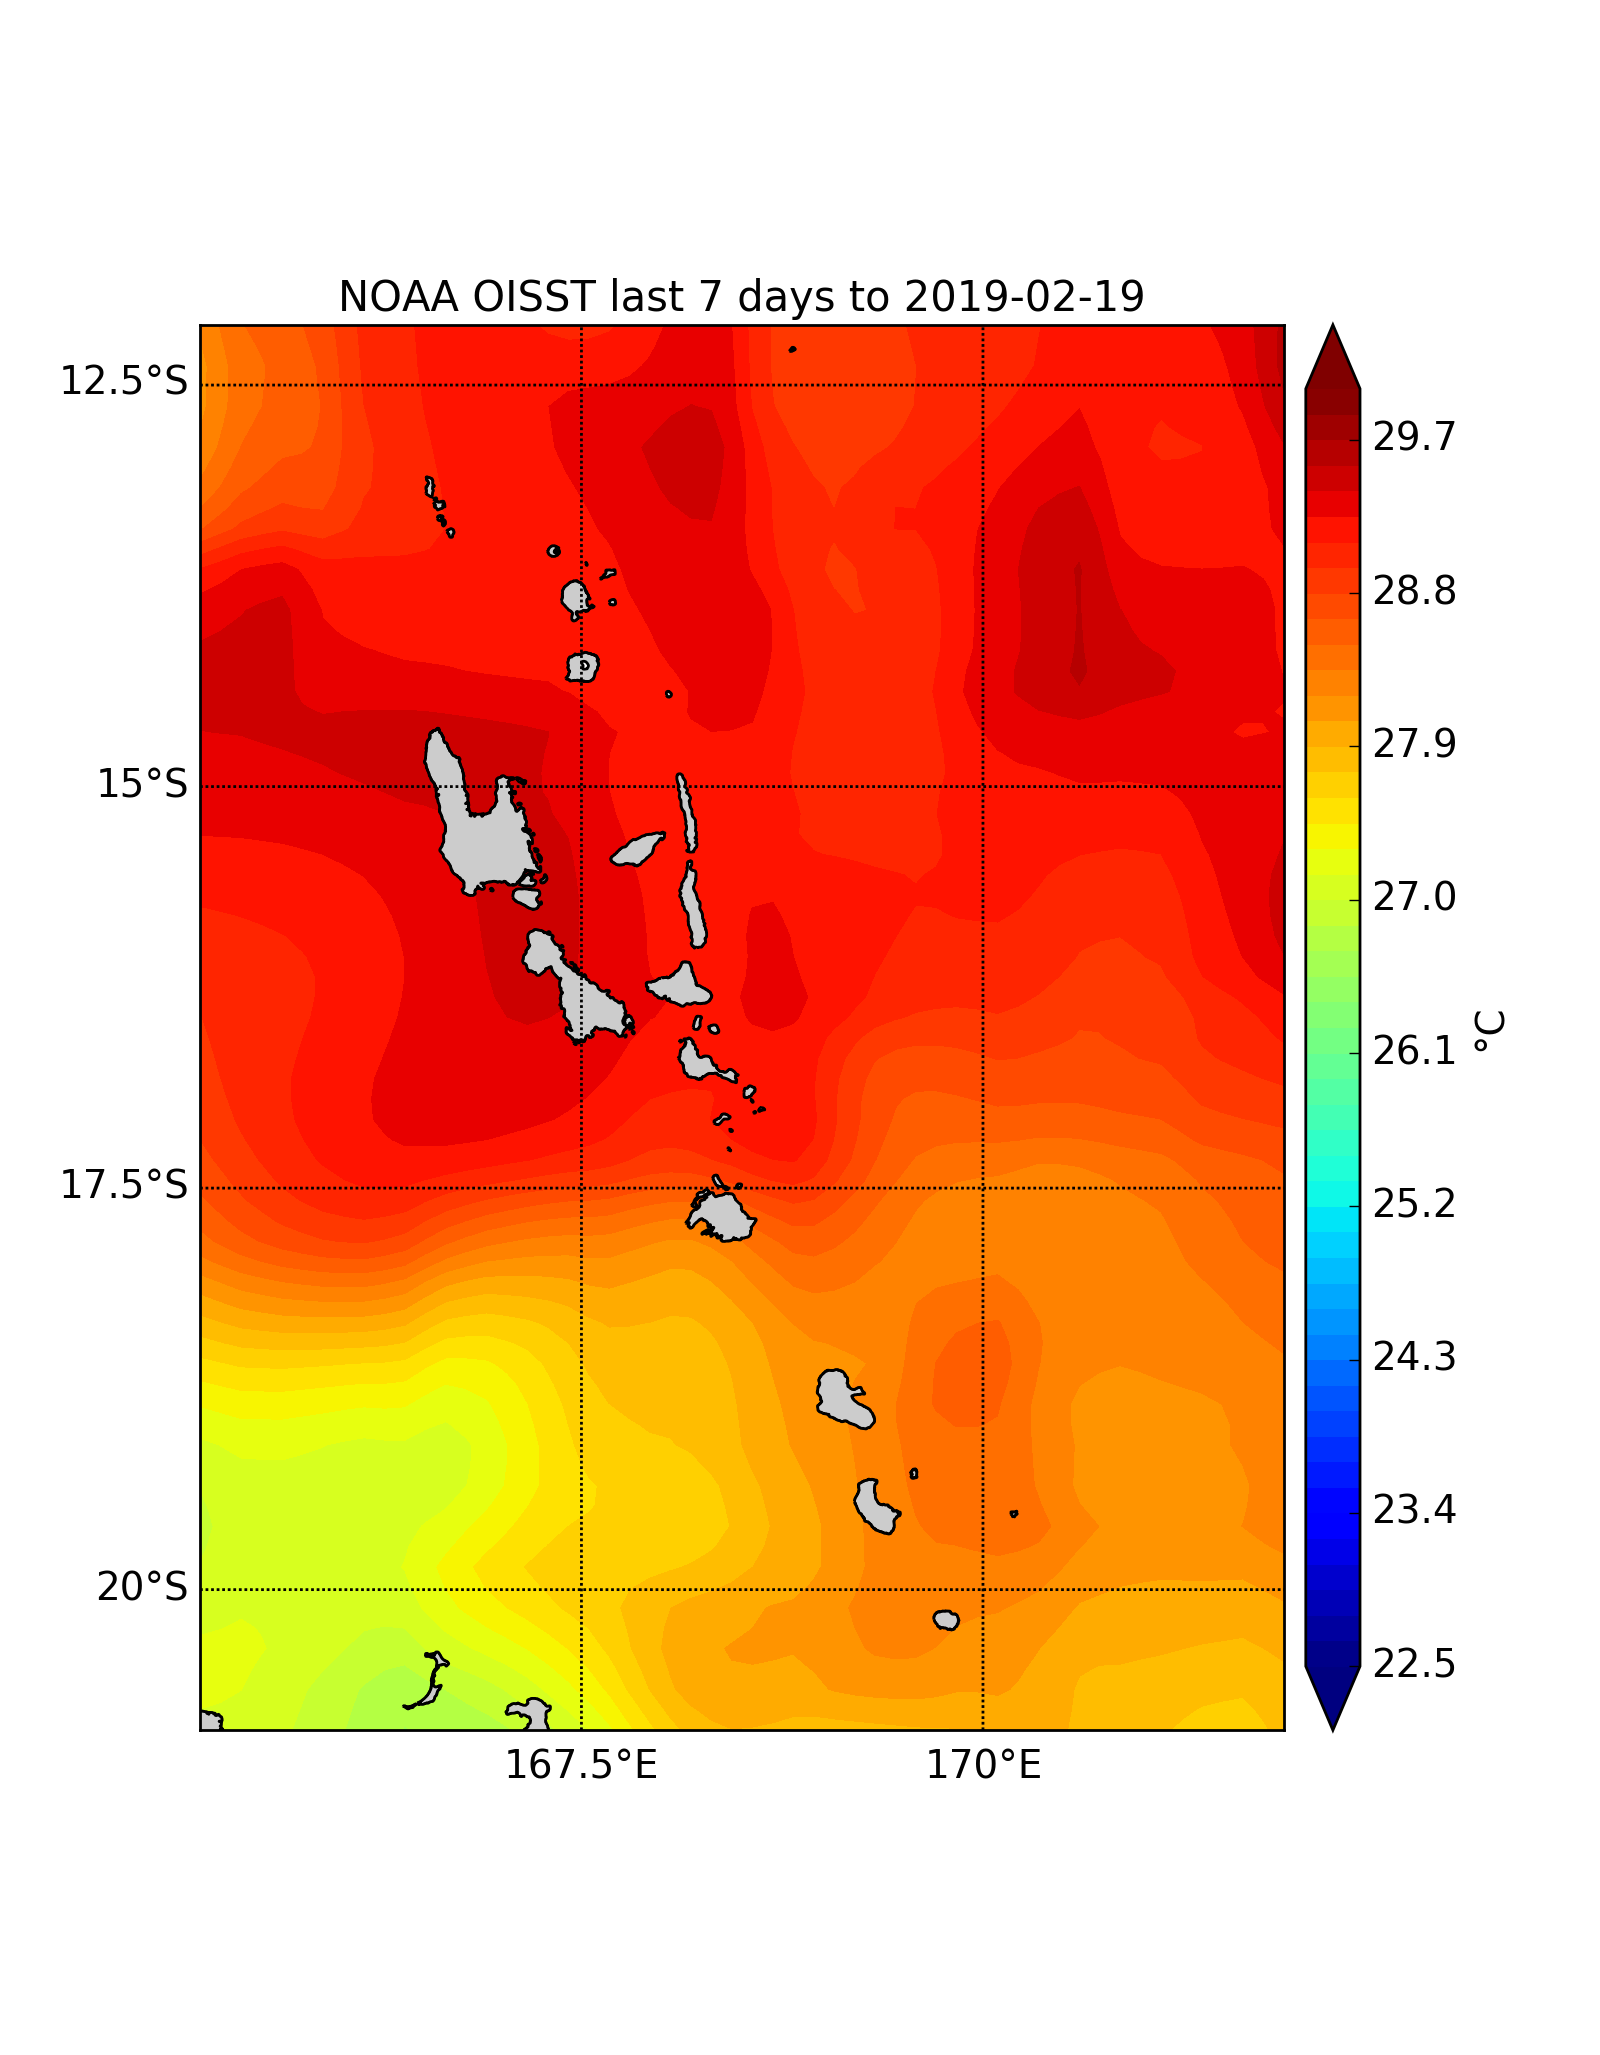 NOAA OISST last 7 days to 2019-02-19
12.5°S
15°S
17.5°S
20°S
167.5°E
170°E
29.7
28.8
27.9
27.0
26.1
25.2
24.3
23.4
22.5
°C